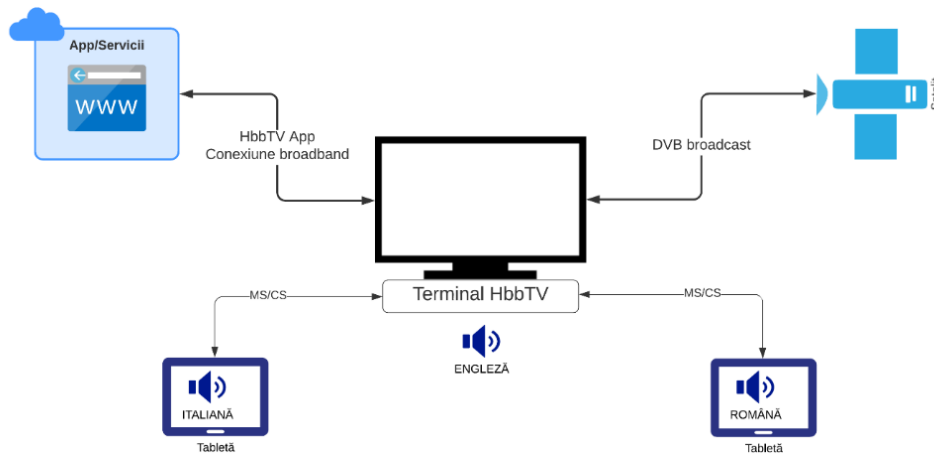 App/Servicii
WWW
HbbTV App
Conexiune broadband
DVB broadcast
Terminal HbbTV
MS/CS
MS/CS
ENGLEZĂ
ITALIANĂ
ROMÂNĂ
Tabletă
Tabletă